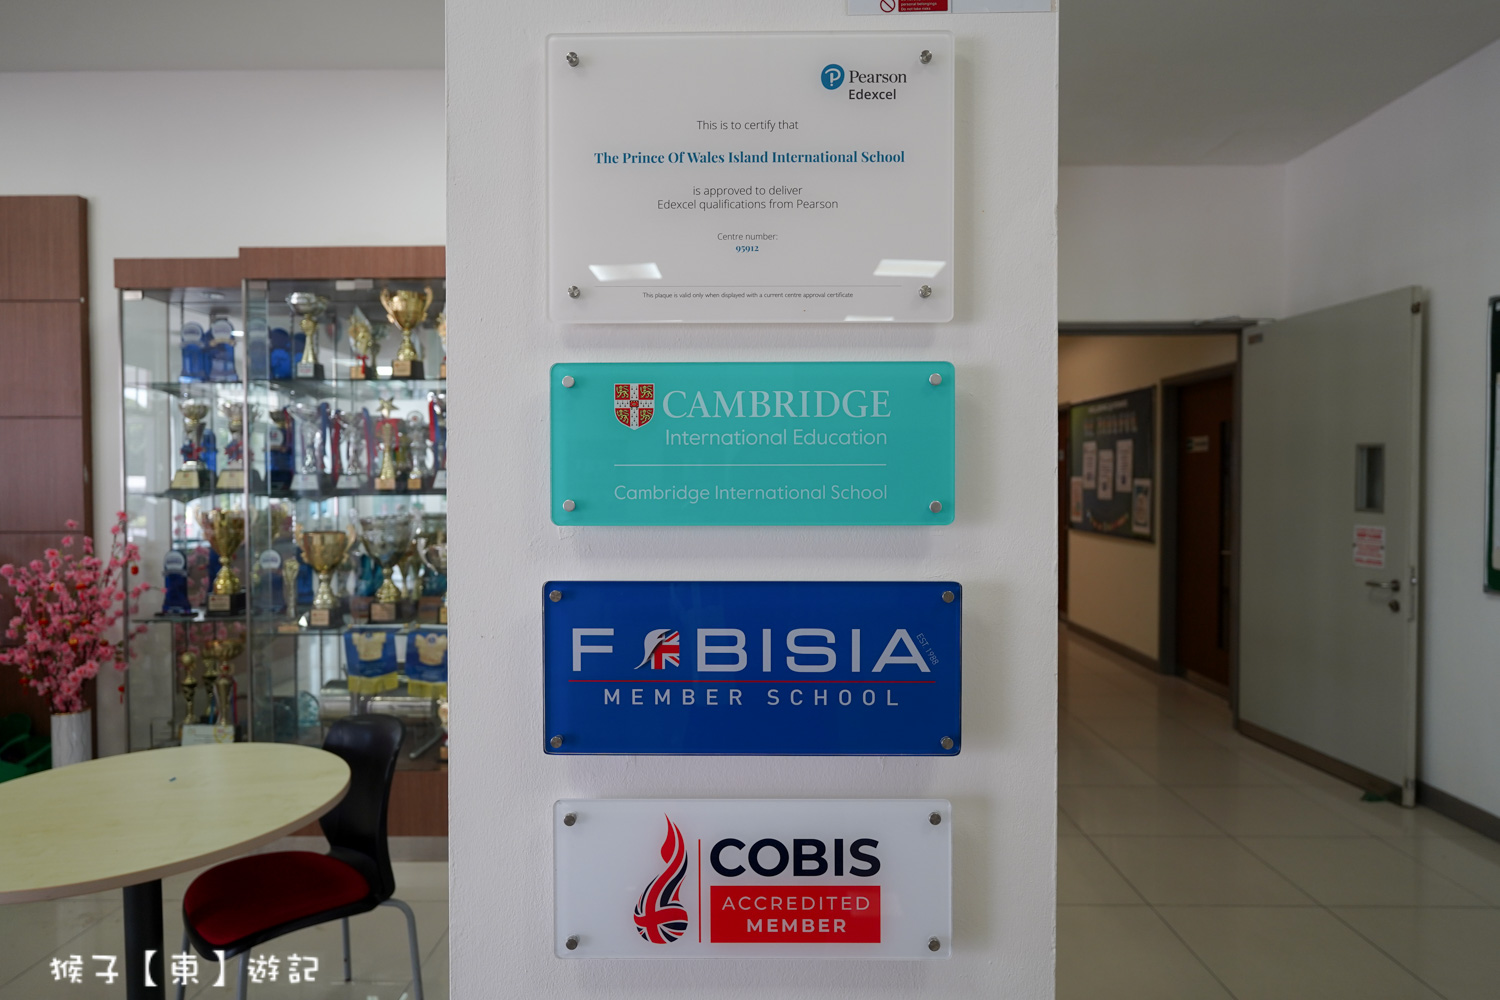 Pearson
Edexcel
This is to certify that
The Prince Of Wales Island International School
is approved to deliver
Edexcel qualifications from Pearson
Centre number:
95912
This plaque is valid only when displayed with a current centre approval certificate
CAMBRIDGE
International Education
Cambridge International School
FOBISIA
EST 1988
MEMBER SCHOOL
COBIS
ACCREDITED
MEMBER
猴子【東】遊記